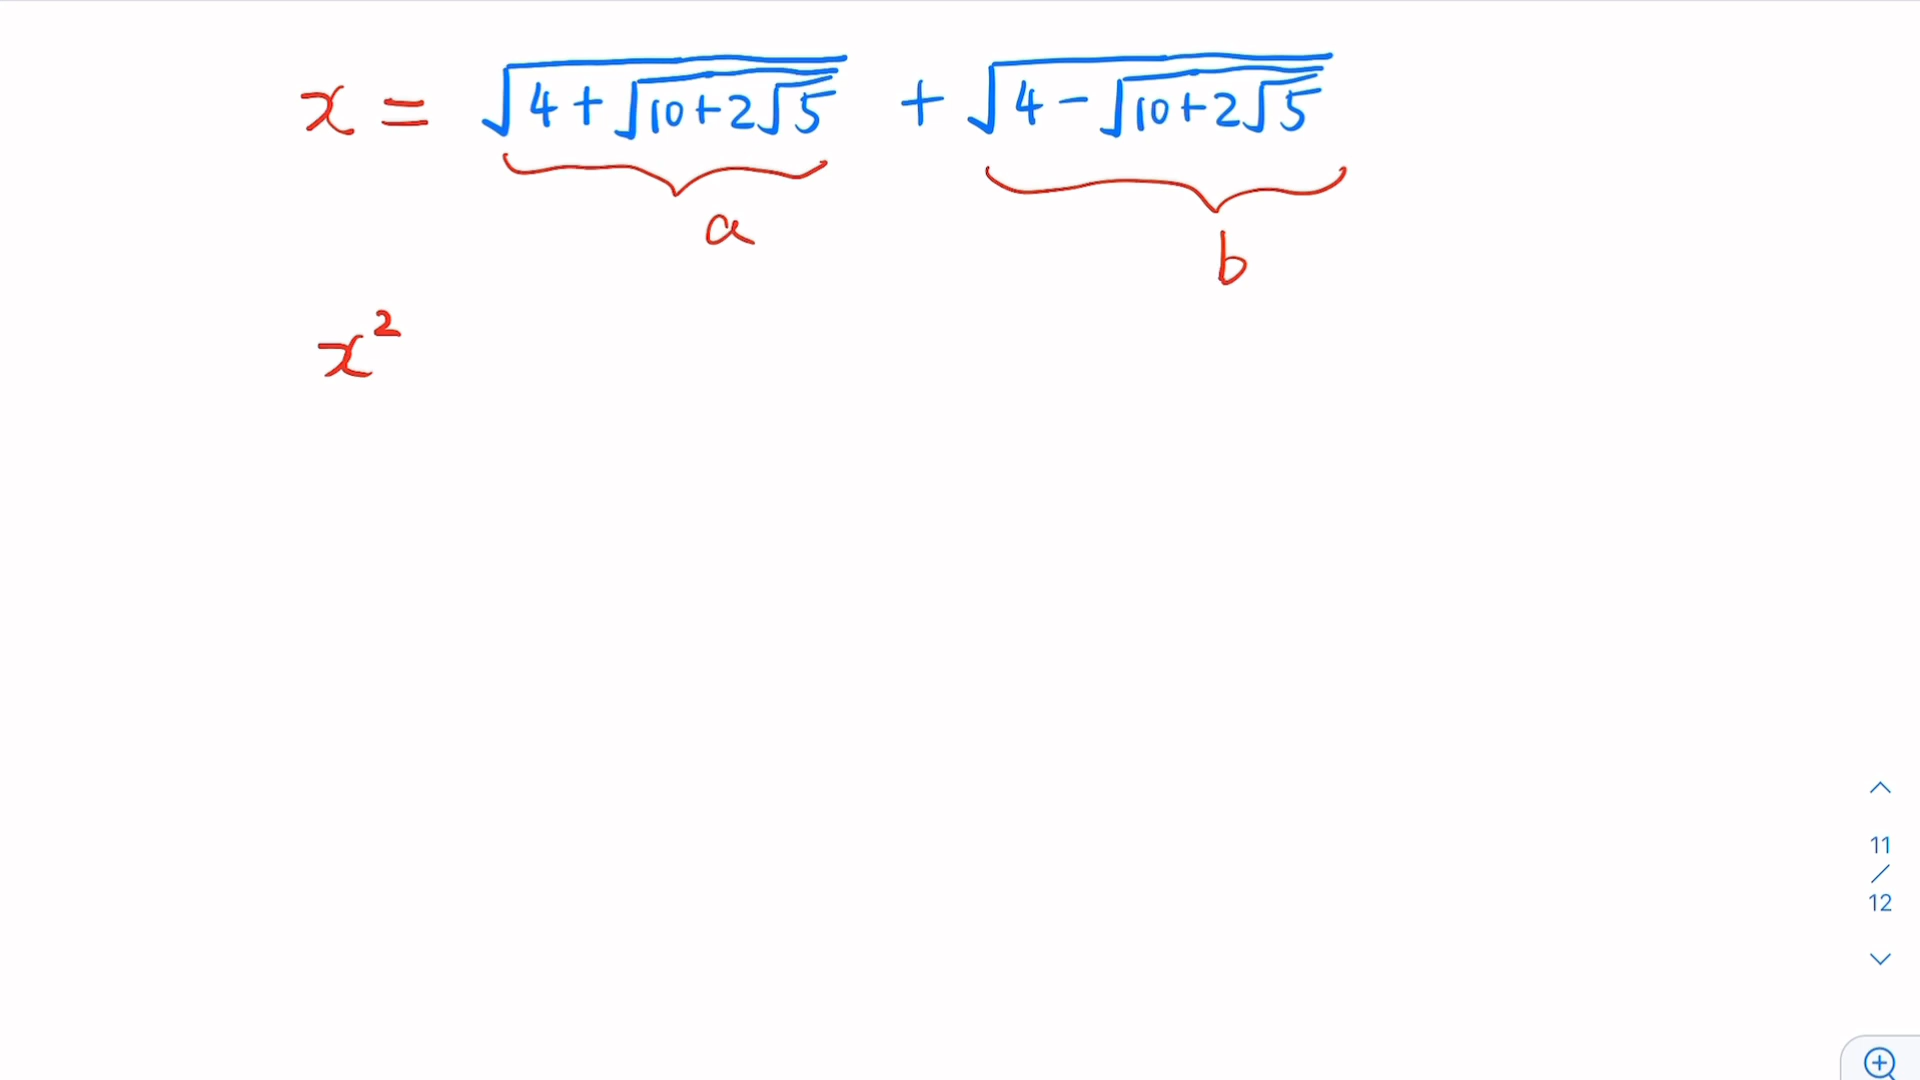 x = √(4 + √(10 + 2√5)) + √(4 − √(10 + 2√5))
a
b
x²
11
/
12